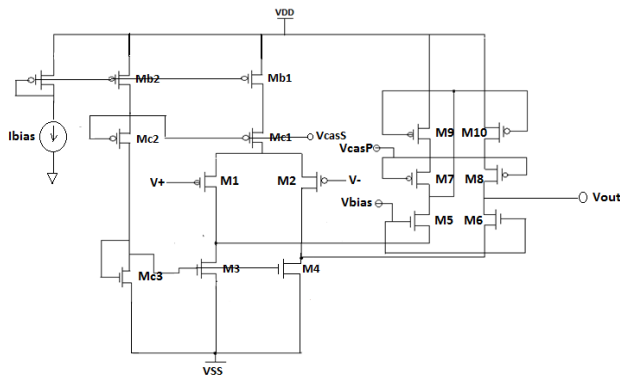 VDD
Mb2
Mb1
Ibias
Mc2
Mc1
VcasS
M9
M10
VcasP
V+
M1
M2
V-
M7
M8
Vbias
Vout
M5
M6
Mc3
M3
M4
VSS